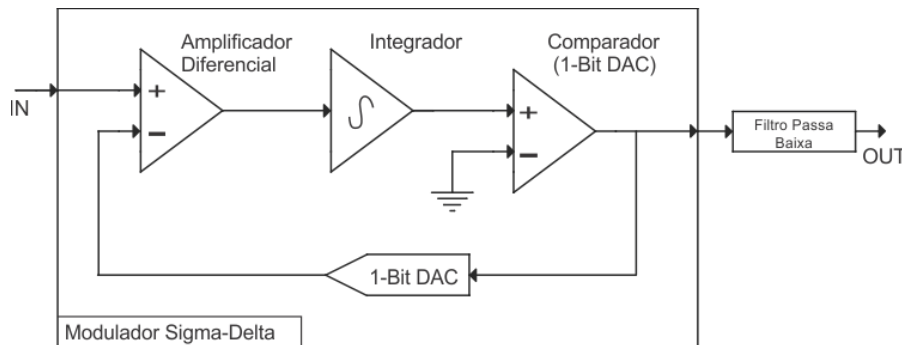 Amplificador
Diferencial
Integrador
Comparador
(1-Bit DAC)
IN
+
−
+
−
Filtro Passa
Baixa
OUT
1-Bit DAC
Modulador Sigma-Delta